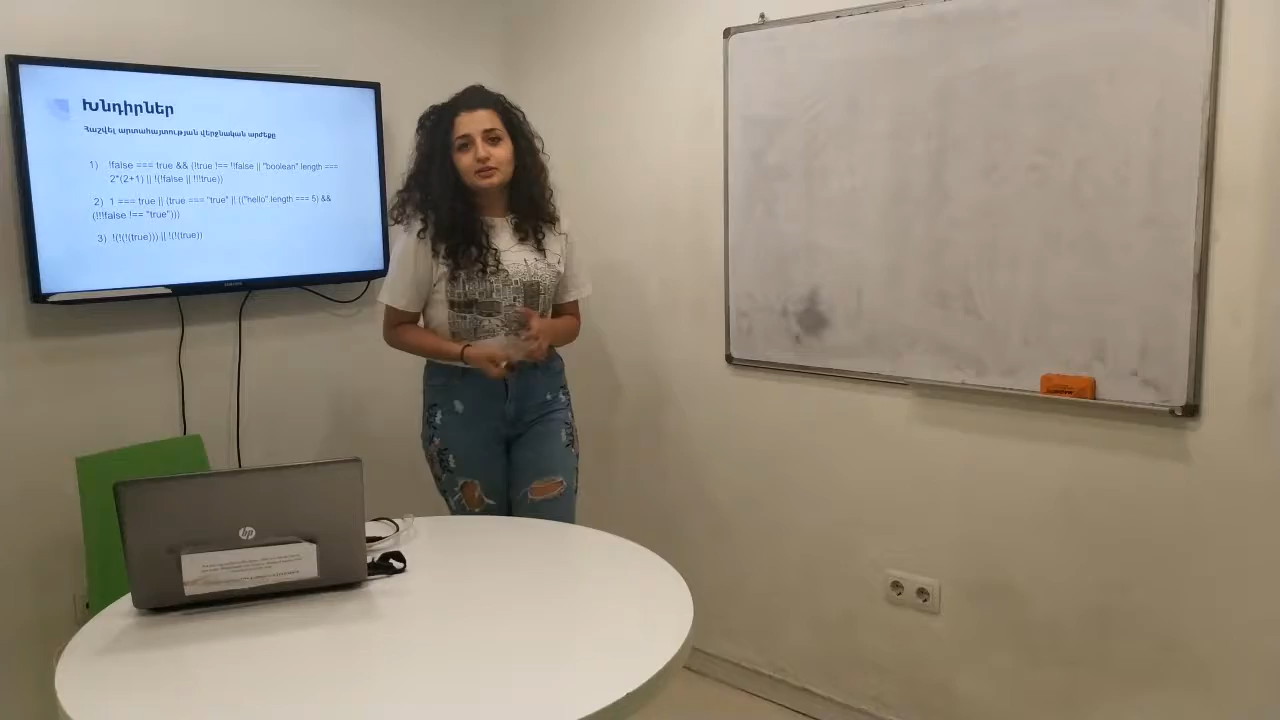 Խնդիրներ
Հաշվել արտահայտության վերջնական արժեքը
1) !false === true && (!true !== !!false || "boolean" length ===
2*(2+1) || !(!false || !!!true))
2) 1 === true || (true === "true" || (("hello" length === 5) &&
(!!!false !== "true")))
3) !(!(!(true))) || !(!(true))
SAMSUNG
hp